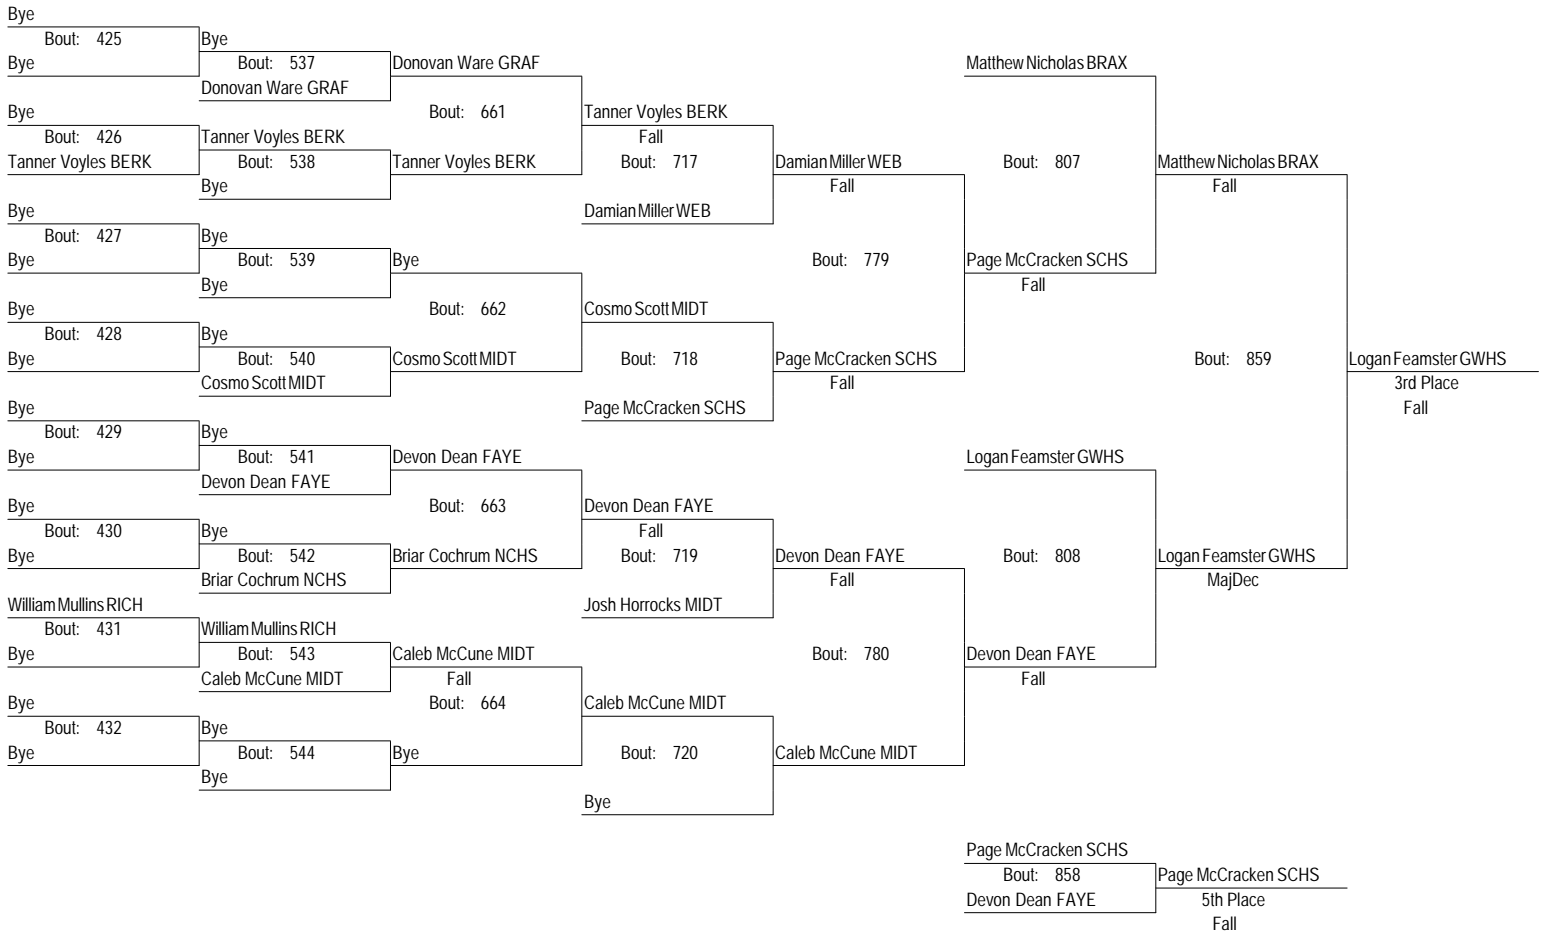 Bye
Bout: 425
Bye
Bye
Bout: 426
Tanner Voyles BERK
Bye
Bout: 427
Bye
Bye
Bout: 428
Bye
Bye
Bout: 429
Bye
Bye
Bout: 430
Bye
William Mullins RICH
Bout: 431
Bye
Bye
Bout: 432
Bye
Bye
Bout: 537
Donovan Ware GRAF
Tanner Voyles BERK
Bout: 538
Bye
Bye
Bout: 539
Bye
Bye
Bout: 540
Cosmo Scott MIDT
Bye
Bout: 541
Devon Dean FAYE
Bye
Bout: 542
Briar Cochrum NCHS
William Mullins RICH
Bout: 543
Caleb McCune MIDT
Bye
Bout: 544
Bye
Donovan Ware GRAF
Bout: 661
Tanner Voyles BERK
Bye
Bout: 662
Cosmo Scott MIDT
Devon Dean FAYE
Bout: 663
Briar Cochrum NCHS
Caleb McCune MIDT
Fall
Bout: 664
Bye
Tanner Voyles BERK
Fall
Bout: 717
Damian Miller WEB
Cosmo Scott MIDT
Bout: 718
Page McCracken SCHS
Devon Dean FAYE
Fall
Bout: 719
Josh Horrocks MIDT
Caleb McCune MIDT
Bout: 720
Bye
Damian Miller WEB
Fall
Bout: 779
Page McCracken SCHS
Fall
Devon Dean FAYE
Fall
Bout: 780
Caleb McCune MIDT
Matthew Nicholas BRAX
Bout: 807
Page McCracken SCHS
Fall
Logan Feamster GWHS
Bout: 808
Devon Dean FAYE
Fall
Matthew Nicholas BRAX
Fall
Bout: 859
Logan Feamster GWHS
MajDec
Logan Feamster GWHS
3rd Place
Fall
Page McCracken SCHS
Bout: 858
Devon Dean FAYE
Page McCracken SCHS
5th Place
Fall